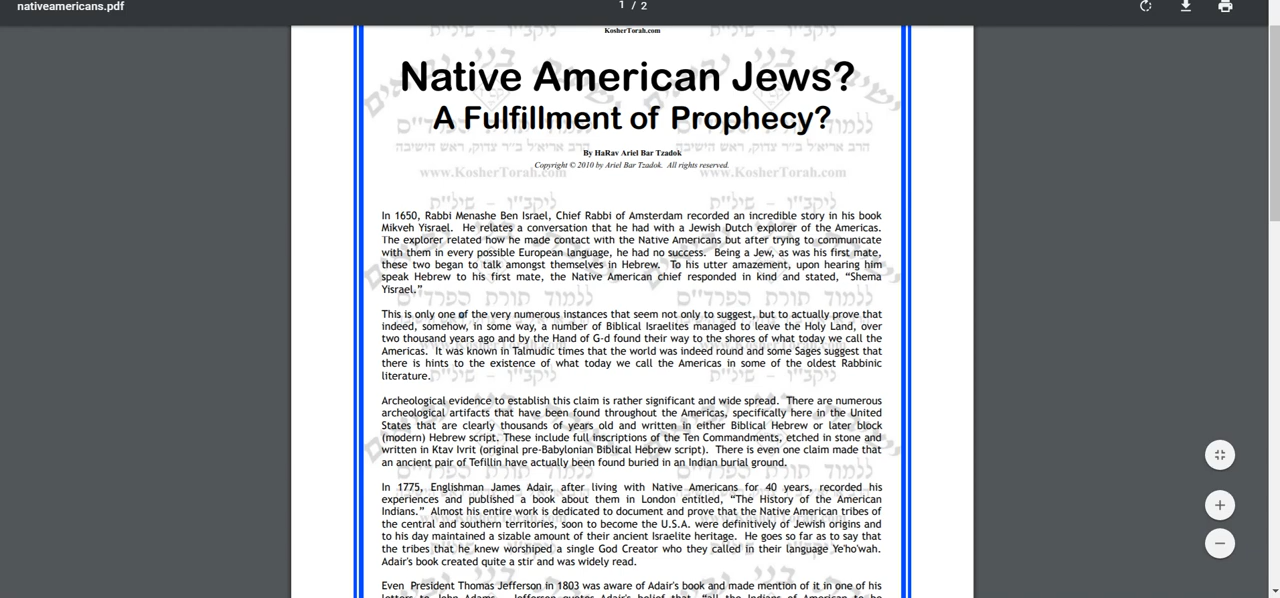 nativeamericans.pdf
1 / 2
KosherTorah.com
Native American Jews?
A Fulfillment of Prophecy?
By HaRav Ariel Bar Tzadok
Copyright © 2010 by Ariel Bar Tzadok. All rights reserved.
www.KosherTorah.com www.KosherTorah.com
In 1650, Rabbi Menashe Ben Israel, Chief Rabbi of Amsterdam recorded an incredible story in his book
Mikveh Yisrael. He relates a conversation that he had with a Jewish Dutch explorer of the Americas.
The explorer related how he made contact with the Native Americans but after trying to communicate
with them in every possible European language, he had no success. Being a Jew, as was his first mate,
these two began to talk amongst themselves in Hebrew. To his utter amazement, upon hearing him
speak Hebrew to his first mate, the Native American chief responded in kind and stated, “Shema
Yisrael.”
This is only one of the very numerous instances that seem not only to suggest, but to actually prove that
indeed, somehow, in some way, a number of Biblical Israelites managed to leave the Holy Land, over
two thousand years ago and by the Hand of G-d found their way to the shores of what today we call the
Americas. It was known in Talmudic times that the world was indeed round and some Sages suggest that
there is hints to the existence of what today we call the Americas in some of the oldest Rabbinic
literature.
Archeological evidence to establish this claim is rather significant and wide spread. There are numerous
archeological artifacts that have been found throughout the Americas, specifically here in the United
States that are clearly thousands of years old and written in either Biblical Hebrew or later block
(modern) Hebrew script. These include full inscriptions of the Ten Commandments, etched in stone and
written in Ktav Ivrit (original pre-Babylonian Biblical Hebrew script). There is even one claim made that
an ancient pair of Tefillin have actually been found buried in an Indian burial ground.
In 1775, Englishman James Adair, after living with Native Americans for 40 years, recorded his
experiences and published a book about them in London entitled, “The History of the American
Indians.” Almost his entire work is dedicated to document and prove that the Native American tribes of
the central and southern territories, soon to become the U.S.A. were definitively of Jewish origins and
to his day maintained a sizable amount of their ancient Israelite heritage. He goes so far as to say that
the tribes that he knew worshiped a single God Creator who they called in their language Ye'ho'wah.
Adair's book created quite a stir and was widely read.
Even President Thomas Jefferson in 1803 was aware of Adair's book and made mention of it in one of his
letters to John Adams. Jefferson quotes Adair's belief that “all the Indians of American to be